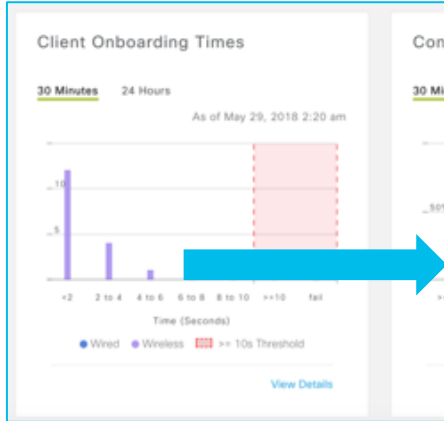 Client Onboarding Times
30 Minutes 24 Hours
As of May 29, 2018 2:20 am
10
5
<2 2 to 4 4 to 6 6 to 8 8 to 10 >=10 fail
Time (Seconds)
Wired Wireless >= 10s Threshold
View Details
Con
30 Mi
50%